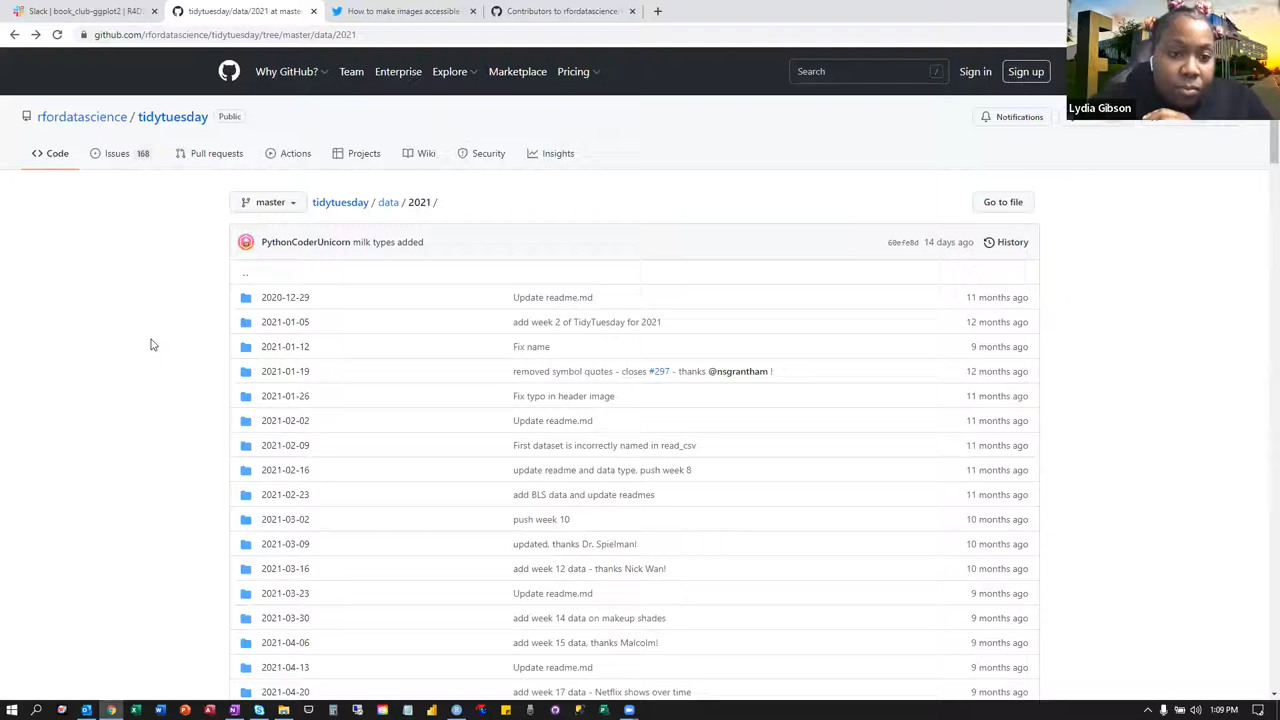 Slack | book_club-ggplot2 | R4D
tidytuesday/data/2021 at maste
How to make images accessible
Contributors to rfordatascience/
github.com/rfordatascience/tidytuesday/tree/master/data/2021
Why GitHub? Team Enterprise Explore Marketplace Pricing
Search /
Sign in Sign up
Lydia Gibson
rfordatascience / tidytuesday Public
Notifications
<> Code Issues 168 Pull requests Actions Projects Wiki Security Insights
master tidytuesday / data / 2021 / Go to file
PythonCoderUnicorn milk types added 60efe8d 14 days ago History
..
2020-12-29 Update readme.md 11 months ago
2021-01-05 add week 2 of TidyTuesday for 2021 12 months ago
2021-01-12 Fix name 9 months ago
2021-01-19 removed symbol quotes - closes #297 - thanks @nsgrantham ! 12 months ago
2021-01-26 Fix typo in header image 11 months ago
2021-02-02 Update readme.md 11 months ago
2021-02-09 First dataset is incorrectly named in read_csv 11 months ago
2021-02-16 update readme and data type, push week 8 11 months ago
2021-02-23 add BLS data and update readmes 11 months ago
2021-03-02 push week 10 10 months ago
2021-03-09 updated, thanks Dr. Spielman! 10 months ago
2021-03-16 add week 12 data - thanks Nick Wan! 10 months ago
2021-03-23 Update readme.md 9 months ago
2021-03-30 add week 14 data on makeup shades 9 months ago
2021-04-06 add week 15 data, thanks Malcolm! 9 months ago
2021-04-13 Update readme.md 9 months ago
2021-04-20 add week 17 data - Netflix shows over time 9 months ago
1:09 PM